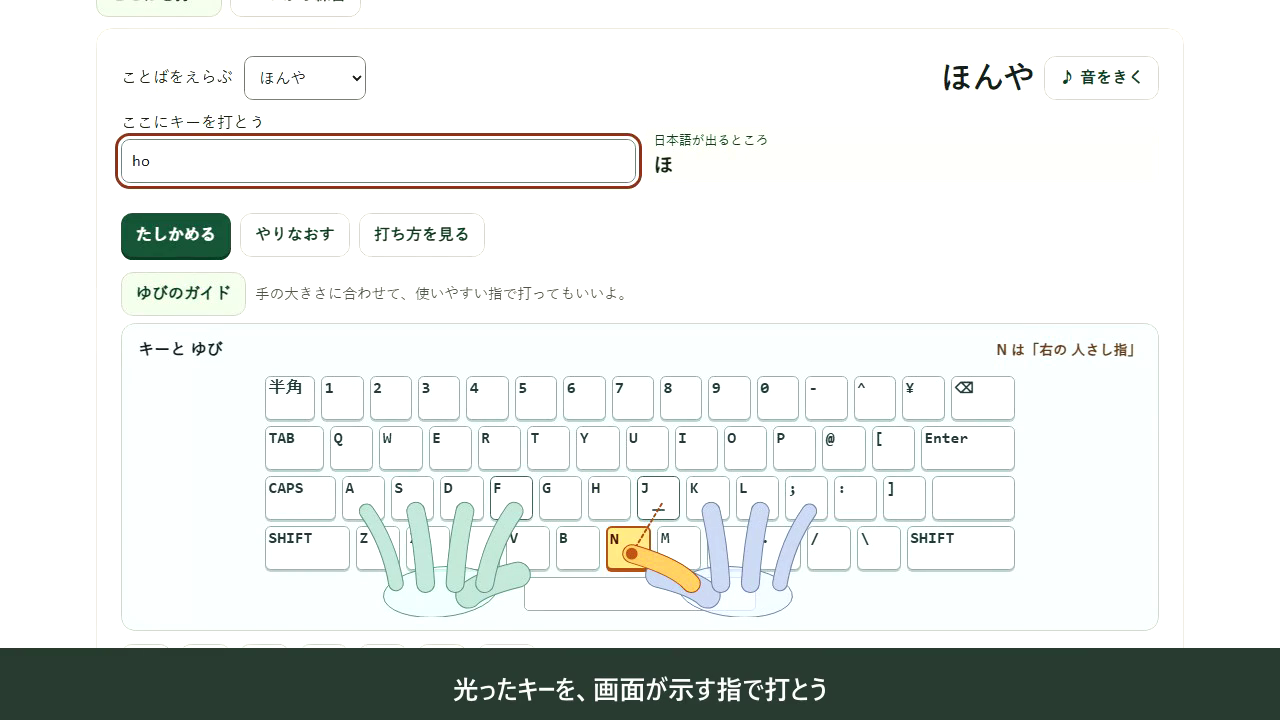 ことばをえらぶ ほんや ほんや ♪ 音をきく
ここにキーを打とう
ho
日本語が出るところ
ほ
たしかめる やりなおす 打ち方を見る
ゆびのガイド 手の大きさに合わせて、使いやすい指で打ってもいいよ。
キーと ゆび N は「右の 人さし指」
半角 1 2 3 4 5 6 7 8 9 0 - ^ ¥ ⌫
TAB Q W E R T Y U I O P @ [ Enter
CAPS A S D F G H J K L ; : ]
SHIFT Z V B N M . / \ SHIFT
光ったキーを、画面が示す指で打とう